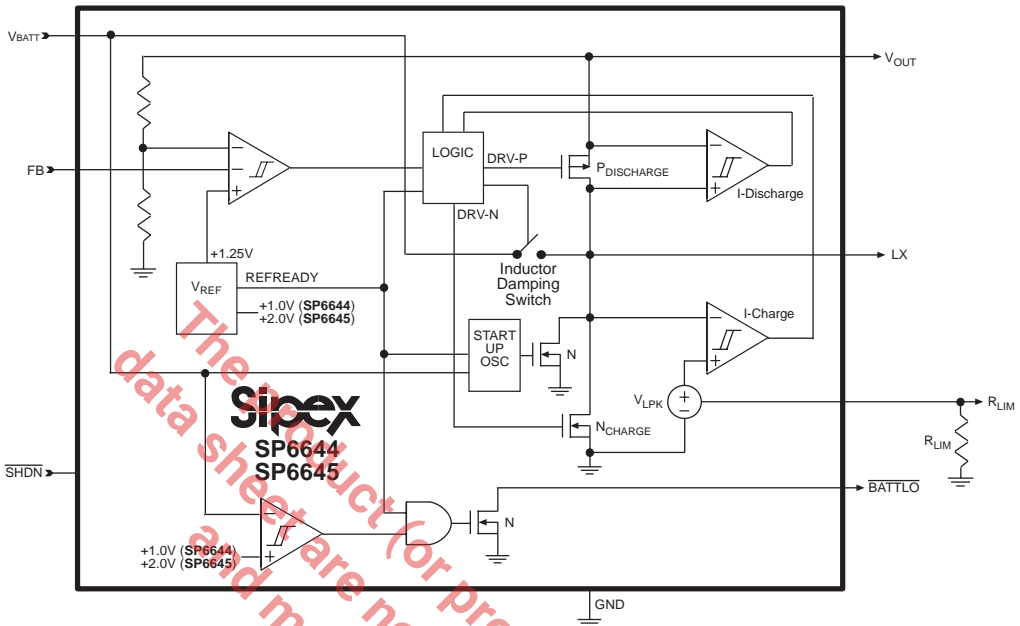 VBATT
VOUT
LOGIC
DRV-P
PDISCHARGE
I-Discharge
FB
DRV-N
+1.25V
LX
Inductor
Damping
Switch
VREF
REFREADY
+1.0V (SP6644)
+2.0V (SP6645)
I-Charge
START
UP
OSC
N
VLPK
RLIM
NCHARGE
RLIM
Sipex
SP6644
SP6645
SHDN
BATTLO
N
+1.0V (SP6644)
+2.0V (SP6645)
GND
The product (or pro
data sheet are no
and m